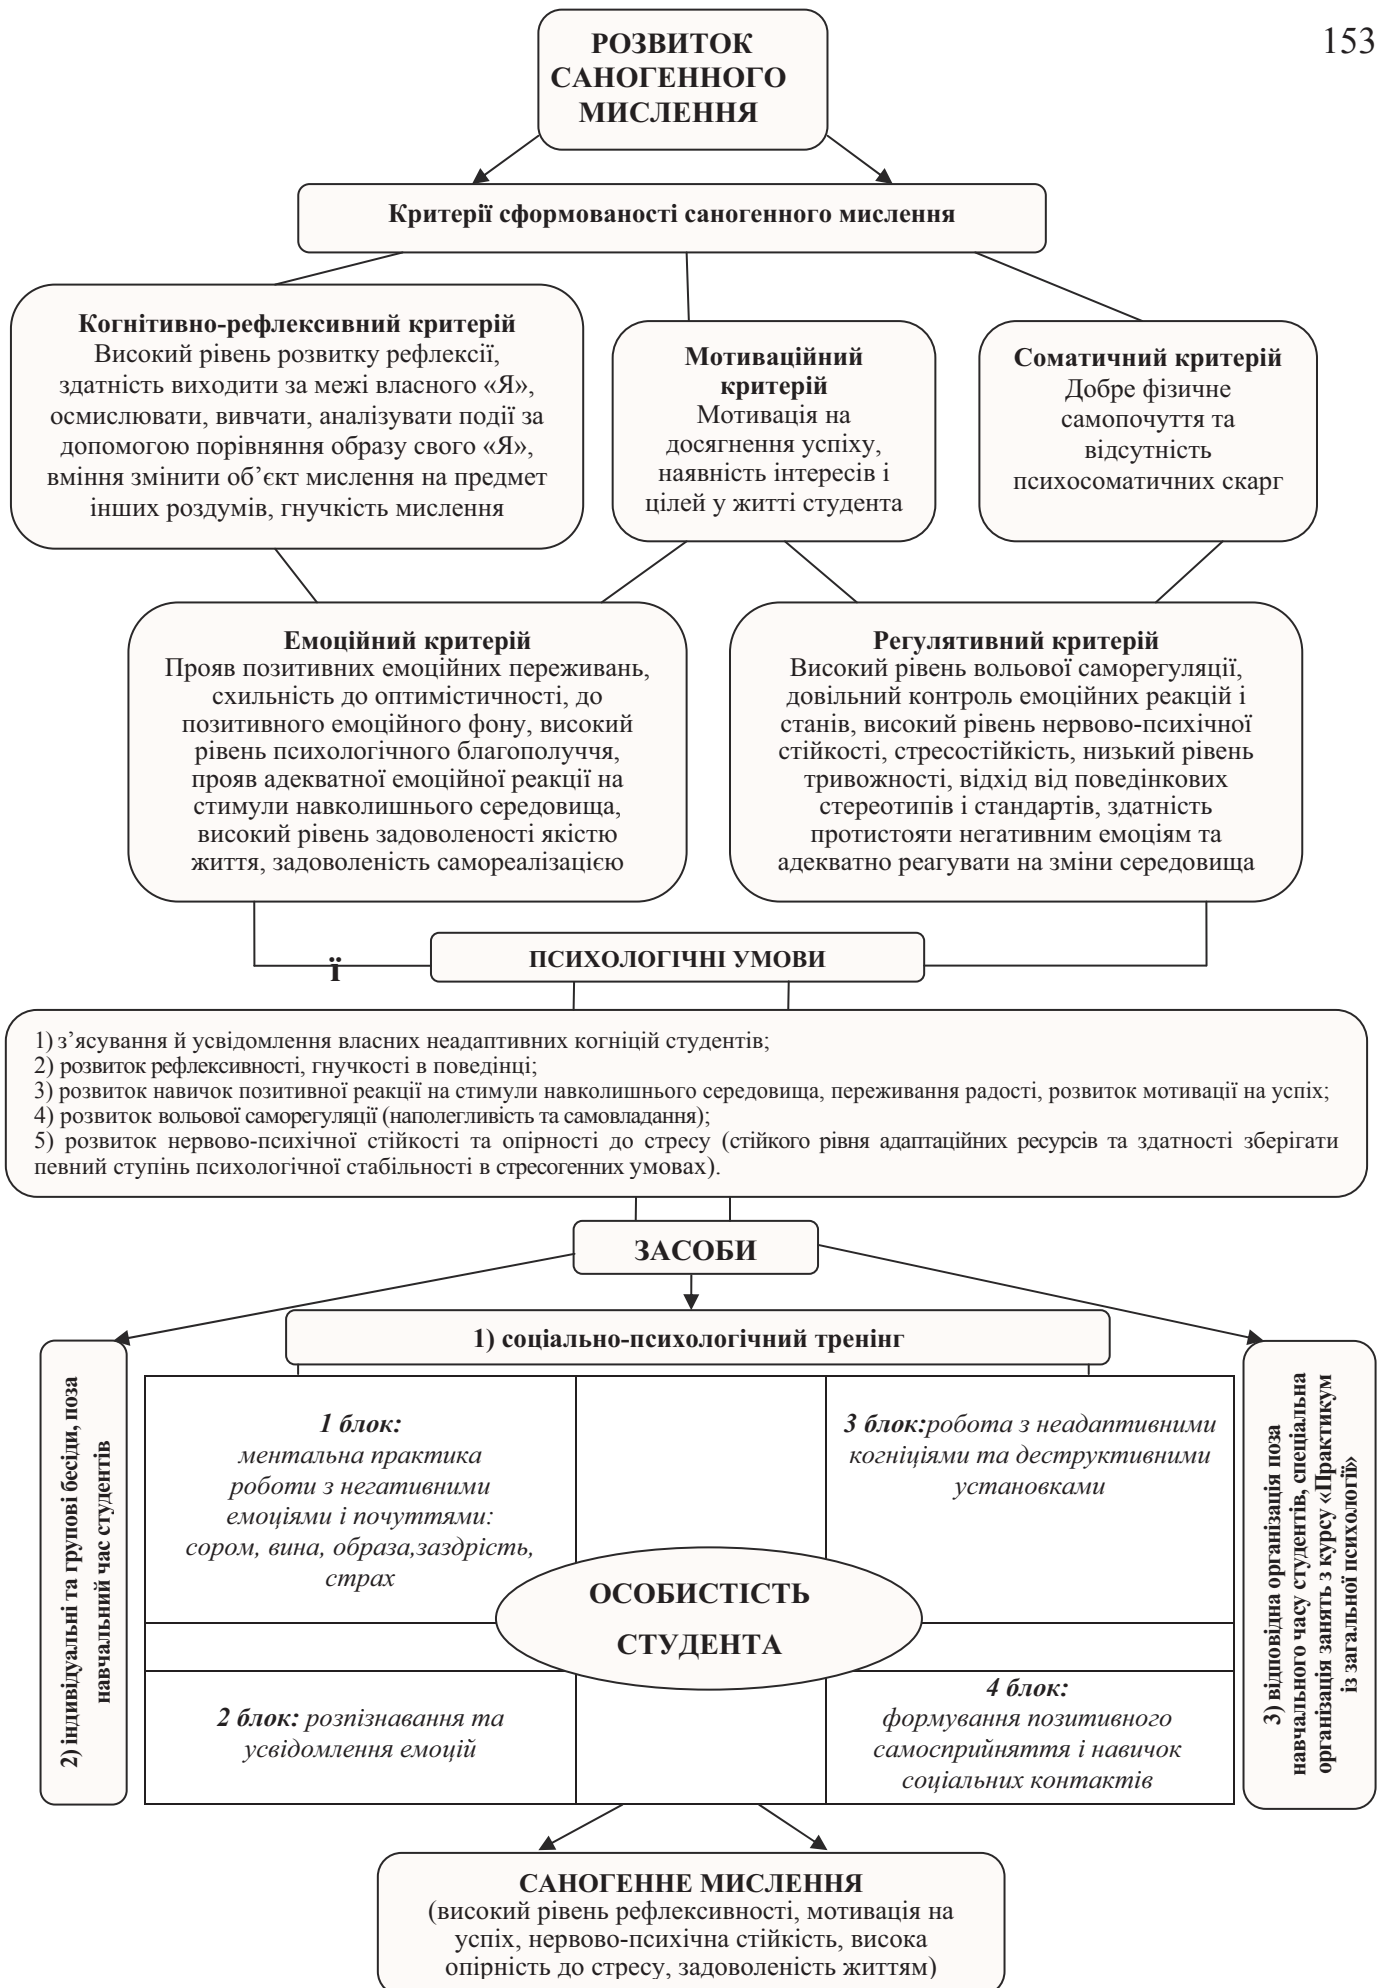 153
РОЗВИТОК
САНОГЕННОГО
МИСЛЕННЯ
Критерії сформованості саногенного мислення
Когнітивно-рефлексивний критерій
Високий рівень розвитку рефлексії,
здатність виходити за межі власного «Я»,
осмислювати, вивчати, аналізувати події за
допомогою порівняння образу свого «Я»,
вміння змінити об’єкт мислення на предмет
інших роздумів, гнучкість мислення
Мотиваційний
критерій
Мотивація на
досягнення успіху,
наявність інтересів і
цілей у житті студента
Соматичний критерій
Добре фізичне
самопочуття та
відсутність
психосоматичних скарг
Емоційний критерій
Прояв позитивних емоційних переживань,
схильність до оптимістичності, до
позитивного емоційного фону, високий
рівень психологічного благополуччя,
прояв адекватної емоційної реакції на
стимули навколишнього середовища,
високий рівень задоволеності якістю
життя, задоволеність самореалізацією
Регулятивний критерій
Високий рівень вольової саморегуляції,
довільний контроль емоційних реакцій і
станів, високий рівень нервово-психічної
стійкості, стресостійкість, низький рівень
тривожності, відхід від поведінкових
стереотипів і стандартів, здатність
протистояти негативним емоціям та
адекватно реагувати на зміни середовища
ї
ПСИХОЛОГІЧНІ УМОВИ
1) з’ясування й усвідомлення власних неадаптивних когніцій студентів;
2) розвиток рефлексивності, гнучкості в поведінці;
3) розвиток навичок позитивної реакції на стимули навколишнього середовища, переживання радості, розвиток мотивації на успіх;
4) розвиток вольової саморегуляції (наполегливість та самовладання);
5) розвиток нервово-психічної стійкості та опірності до стресу (стійкого рівня адаптаційних ресурсів та здатності зберігати
певний ступінь психологічної стабільності в стресогенних умовах).
ЗАСОБИ
1) соціально-психологічний тренінг
2) індивідуальні та групові бесіди, поза
навчальний час студентів
1 блок:
ментальна практика
роботи з негативними
емоціями і почуттями:
сором, вина, образа,заздрість,
страх
3 блок:робота з неадаптивними
когніціями та деструктивними
установками
ОСОБИСТІСТЬ
СТУДЕНТА
2 блок: розпізнавання та
усвідомлення емоцій
4 блок:
формування позитивного
самосприйняття і навичок
соціальних контактів
3) відповідна організація поза
навчального часу студентів, спеціальна
організація занять з курсу «Практикум
із загальної психології»
САНОГЕННЕ МИСЛЕННЯ
(високий рівень рефлексивності, мотивація на
успіх, нервово-психічна стійкість, висока
опірність до стресу, задоволеність життям)